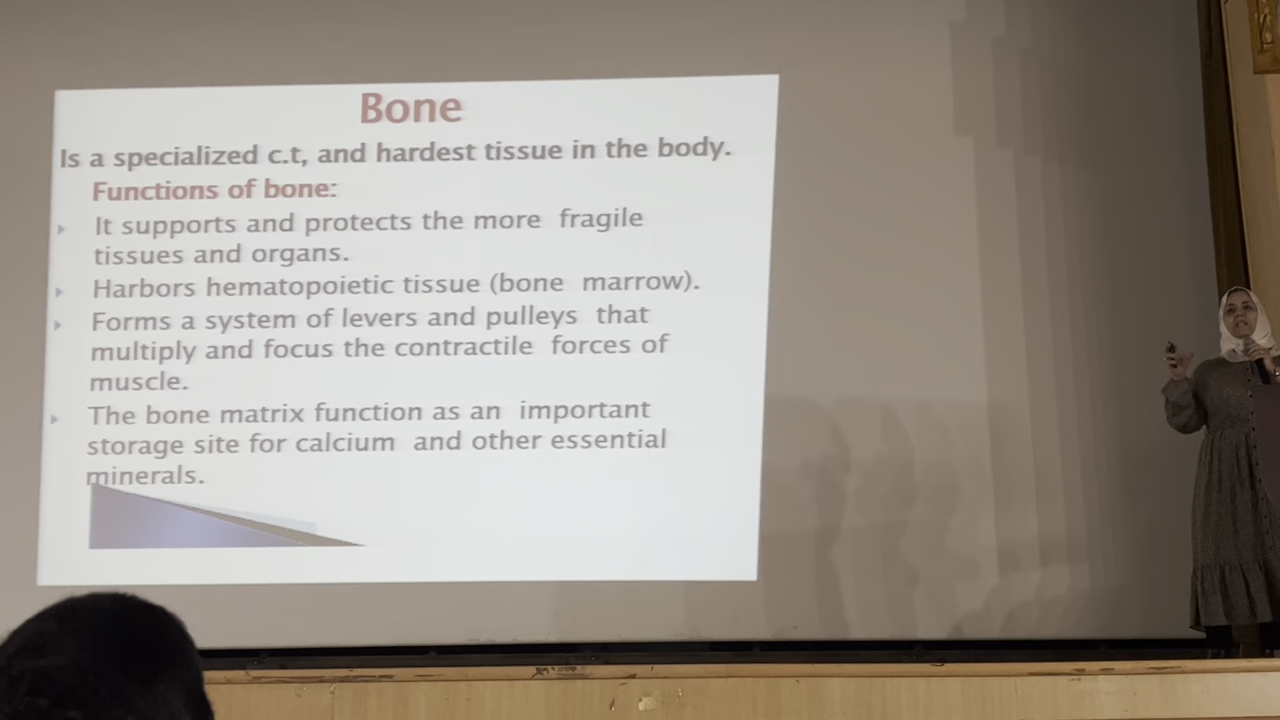 Bone
Is a specialized c.t, and hardest tissue in the body.
Functions of bone:
It supports and protects the more fragile
tissues and organs.
Harbors hematopoietic tissue (bone marrow).
Forms a system of levers and pulleys that
multiply and focus the contractile forces of
muscle.
The bone matrix function as an important
storage site for calcium and other essential
minerals.